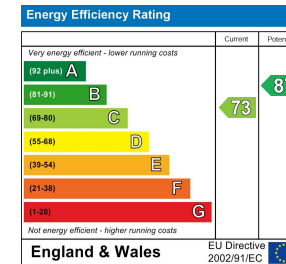 Energy Efficiency Rating
Current
Very energy efficient - lower running costs
(92 plus) A
(81-91) B
(69-80) C
73
(55-68) D
(39-54) E
(21-38) F
(1-20) G
Not energy efficient - higher running costs
England & Wales
EU Directive
2002/91/EC